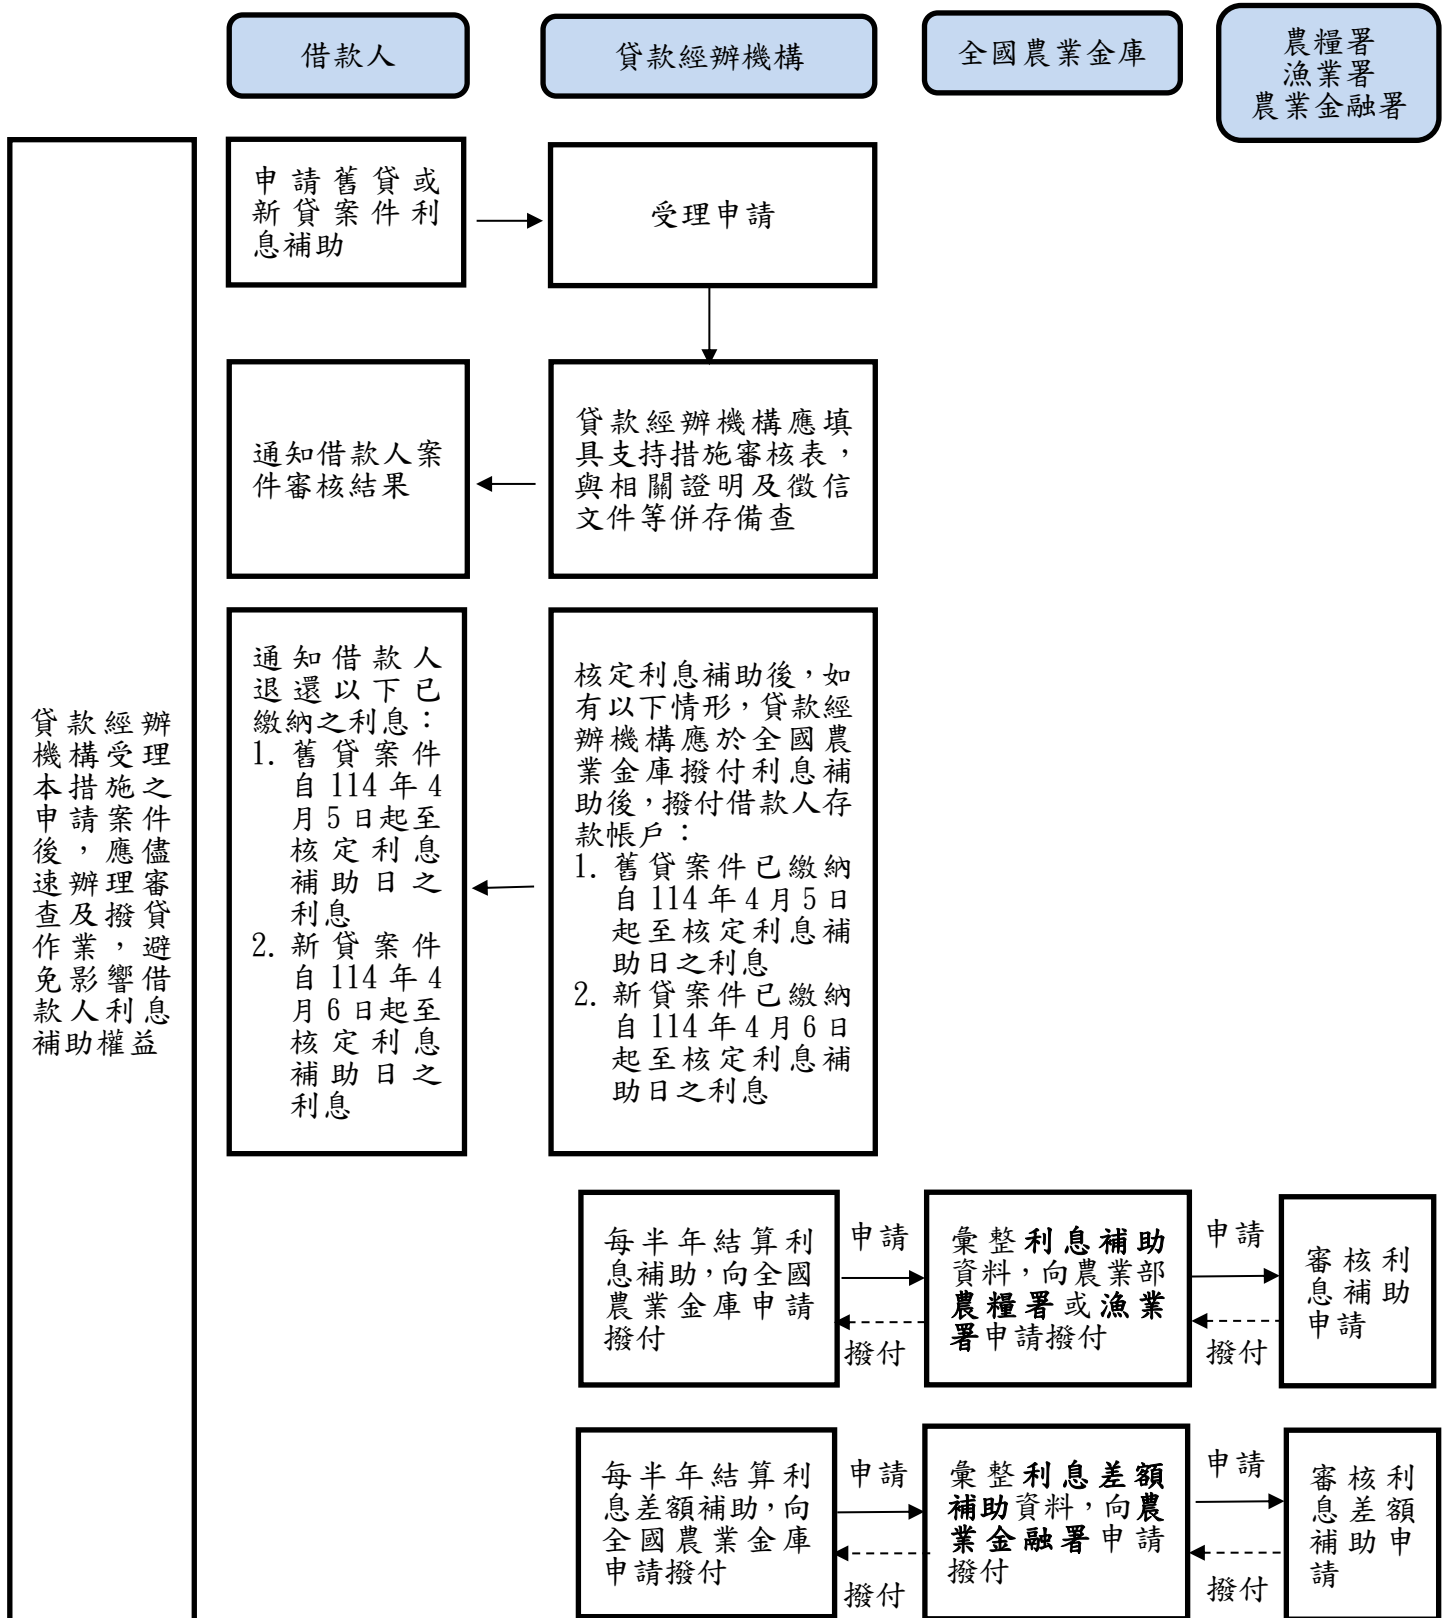 借款人
貸款經辦機構
全國農業金庫
農糧署
漁業署
農業金融署
貸款經辦
機構受理
本措施之
申請案件
後，應儘
速辦理審
查及撥貸
作業，避
免影響借
款人利息
補助權益
申請舊貸或
新貸案件利
息補助
受理申請
通知借款人案
件審核結果
貸款經辦機構應填
具支持措施審核表，
與相關證明及徵信
文件等併存備查
通知借款人
退還以下已
繳納之利息：
1. 舊貸案件
自 114 年 4
月 5 日起至
核定利息
補助日之
利息
2. 新貸案件
自 114 年 4
月 6 日起至
核定利息
補助日之
利息
核定利息補助後，如
有以下情形，貸款經
辦機構應於全國農
業金庫撥付利息補
助後，撥付借款人存
款帳戶：
1. 舊貸案件已繳納
自 114 年 4 月 5 日
起至核定利息補
助日之利息
2. 新貸案件已繳納
自 114 年 4 月 6 日
起至核定利息補
助日之利息
每半年結算利
息補助，向全國
農業金庫申請
撥付
申請
撥付
彙整利息補助
資料，向農業部
農糧署或漁業
署申請撥付
申請
撥付
審核利
息補助
申請
每半年結算利
息差額補助，向
全國農業金庫
申請撥付
申請
撥付
彙整利息差額
補助資料，向農
業金融署申請
撥付
申請
撥付
審核利
息差額
補助申
請